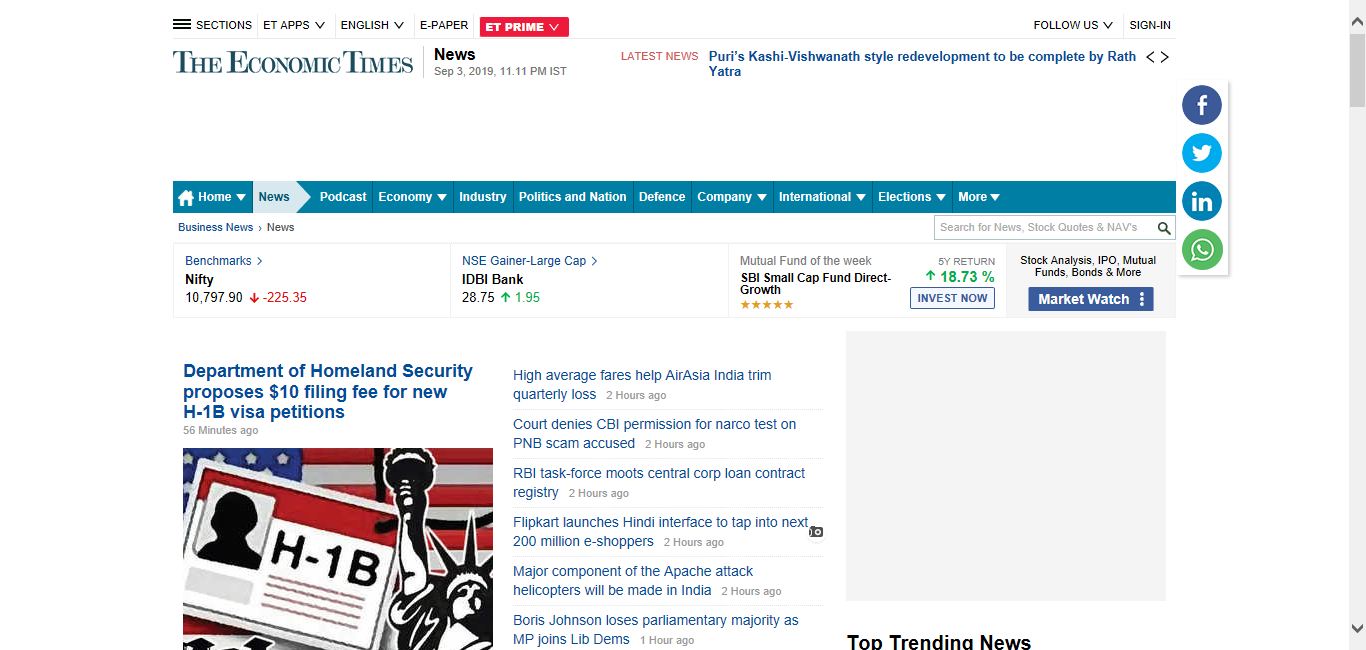 SECTIONS ET APPS ENGLISH E-PAPER ET PRIME FOLLOW US SIGN-IN
THE ECONOMIC TIMES
News
Sep 3, 2019, 11.11 PM IST
LATEST NEWS Puri's Kashi-Vishwanath style redevelopment to be complete by Rath
Yatra
Home News Podcast Economy Industry Politics and Nation Defence Company International Elections More
Business News › News
Search for News, Stock Quotes & NAV's
Benchmarks
Nifty
10,797.90 -225.35
NSE Gainer-Large Cap
IDBI Bank
28.75 1.95
Mutual Fund of the week
SBI Small Cap Fund Direct-
Growth
★★★★★
5Y RETURN
18.73 %
INVEST NOW
Stock Analysis, IPO, Mutual
Funds, Bonds & More
Market Watch
Department of Homeland Security
proposes $10 filing fee for new
H-1B visa petitions
56 Minutes ago
H-1B
High average fares help AirAsia India trim
quarterly loss 2 Hours ago
Court denies CBI permission for narco test on
PNB scam accused 2 Hours ago
RBI task-force moots central corp loan contract
registry 2 Hours ago
Flipkart launches Hindi interface to tap into next
200 million e-shoppers 2 Hours ago
Major component of the Apache attack
helicopters will be made in India 2 Hours ago
Boris Johnson loses parliamentary majority as
MP joins Lib Dems 1 Hour ago
Top Trending News